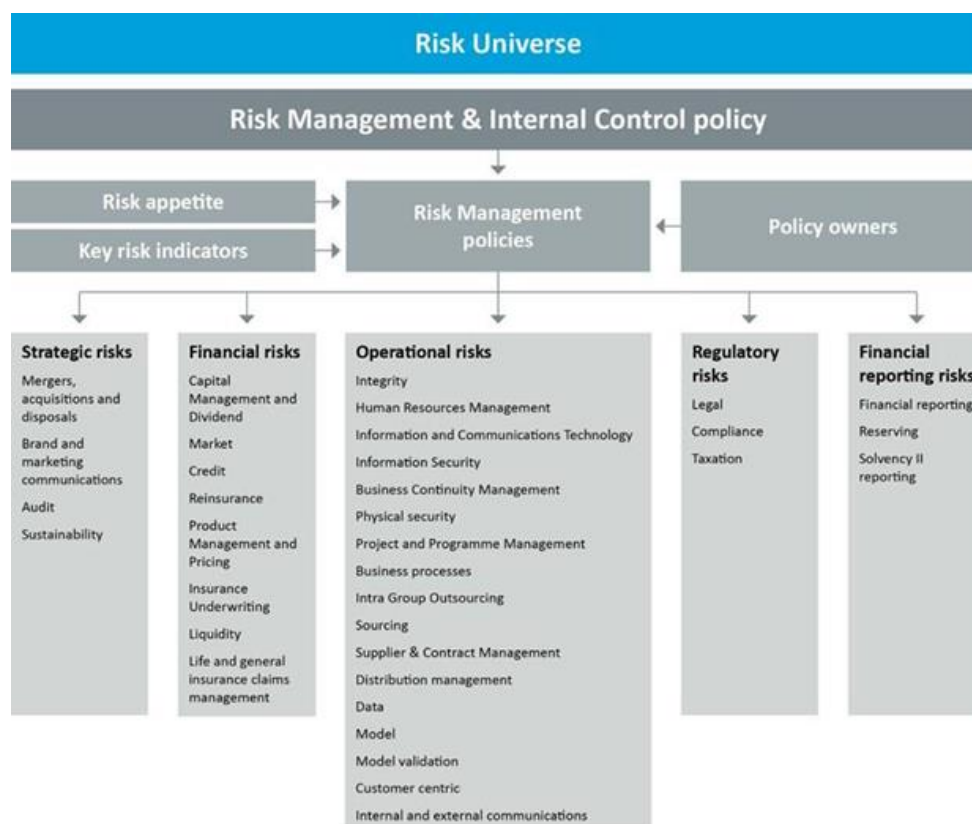 Risk Universe
Risk Management & Internal Control policy
Risk appetite
Key risk indicators
Risk Management
policies
Policy owners
Strategic risks
Mergers,
acquisitions and
disposals
Brand and
marketing
communications
Audit
Sustainability
Financial risks
Capital
Management and
Dividend
Market
Credit
Reinsurance
Product
Management and
Pricing
Insurance
Underwriting
Liquidity
Life and general
insurance claims
management
Operational risks
Integrity
Human Resources Management
Information and Communications Technology
Information Security
Business Continuity Management
Physical security
Project and Programme Management
Business processes
Intra Group Outsourcing
Sourcing
Supplier & Contract Management
Distribution management
Data
Model
Model validation
Customer centric
Internal and external communications
Regulatory
risks
Legal
Compliance
Taxation
Financial
reporting risks
Financial reporting
Reserving
Solvency II
reporting